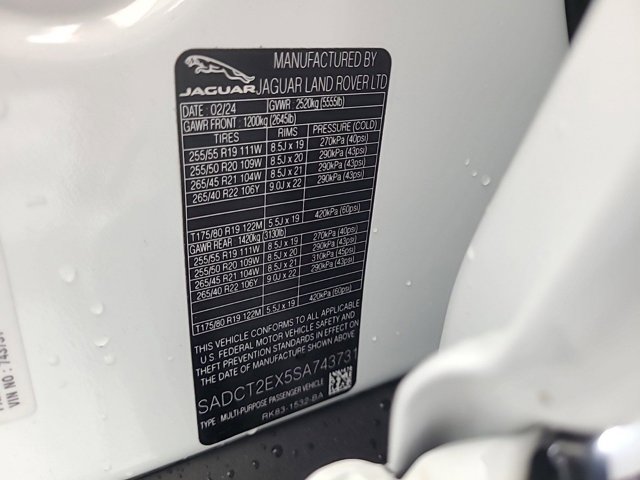 JAGUAR
MANUFACTURED BY
JAGUAR LAND ROVER LTD
DATE : 02/24 GVWR : 2520kg (5555lb)
GAWR FRONT : 1200kg (2645lb)
TIRES RIMS PRESSURE (COLD)
255/55 R19 111W 8.5J x 19 270kPa (40psi)
255/50 R20 109W 8.5J x 20 290kPa (43psi)
265/45 R21 104W 8.5J x 21 290kPa (43psi)
265/40 R22 106Y 9.0J x 22 290kPa (43psi)
T175/80 R19 122M 5.5J x 19 420kPa (60psi)
GAWR REAR 1420kg (3130lb)
255/55 R19 111W 8.5J x 19 270kPa (40psi)
255/50 R20 109W 8.5J x 20 290kPa (43psi)
265/45 R21 104W 8.5J x 21 310kPa (45psi)
265/40 R22 106Y 9.0J x 22 290kPa (43psi)
T175/80 R19 122M 5.5J x 19 420kPa (60psi)
THIS VEHICLE CONFORMS TO ALL APPLICABLE
U.S. FEDERAL MOTOR VEHICLE SAFETY AND
THEFT PREVENTION STANDARDS IN EFFECT ON
THE DATE OF MANUFACTURE SHOWN ABOVE.
SADCT2EX5SA743731
TYPE: MULTI-PURPOSE PASSENGER VEHICLE
RK83-1532-BA
VIN NO :